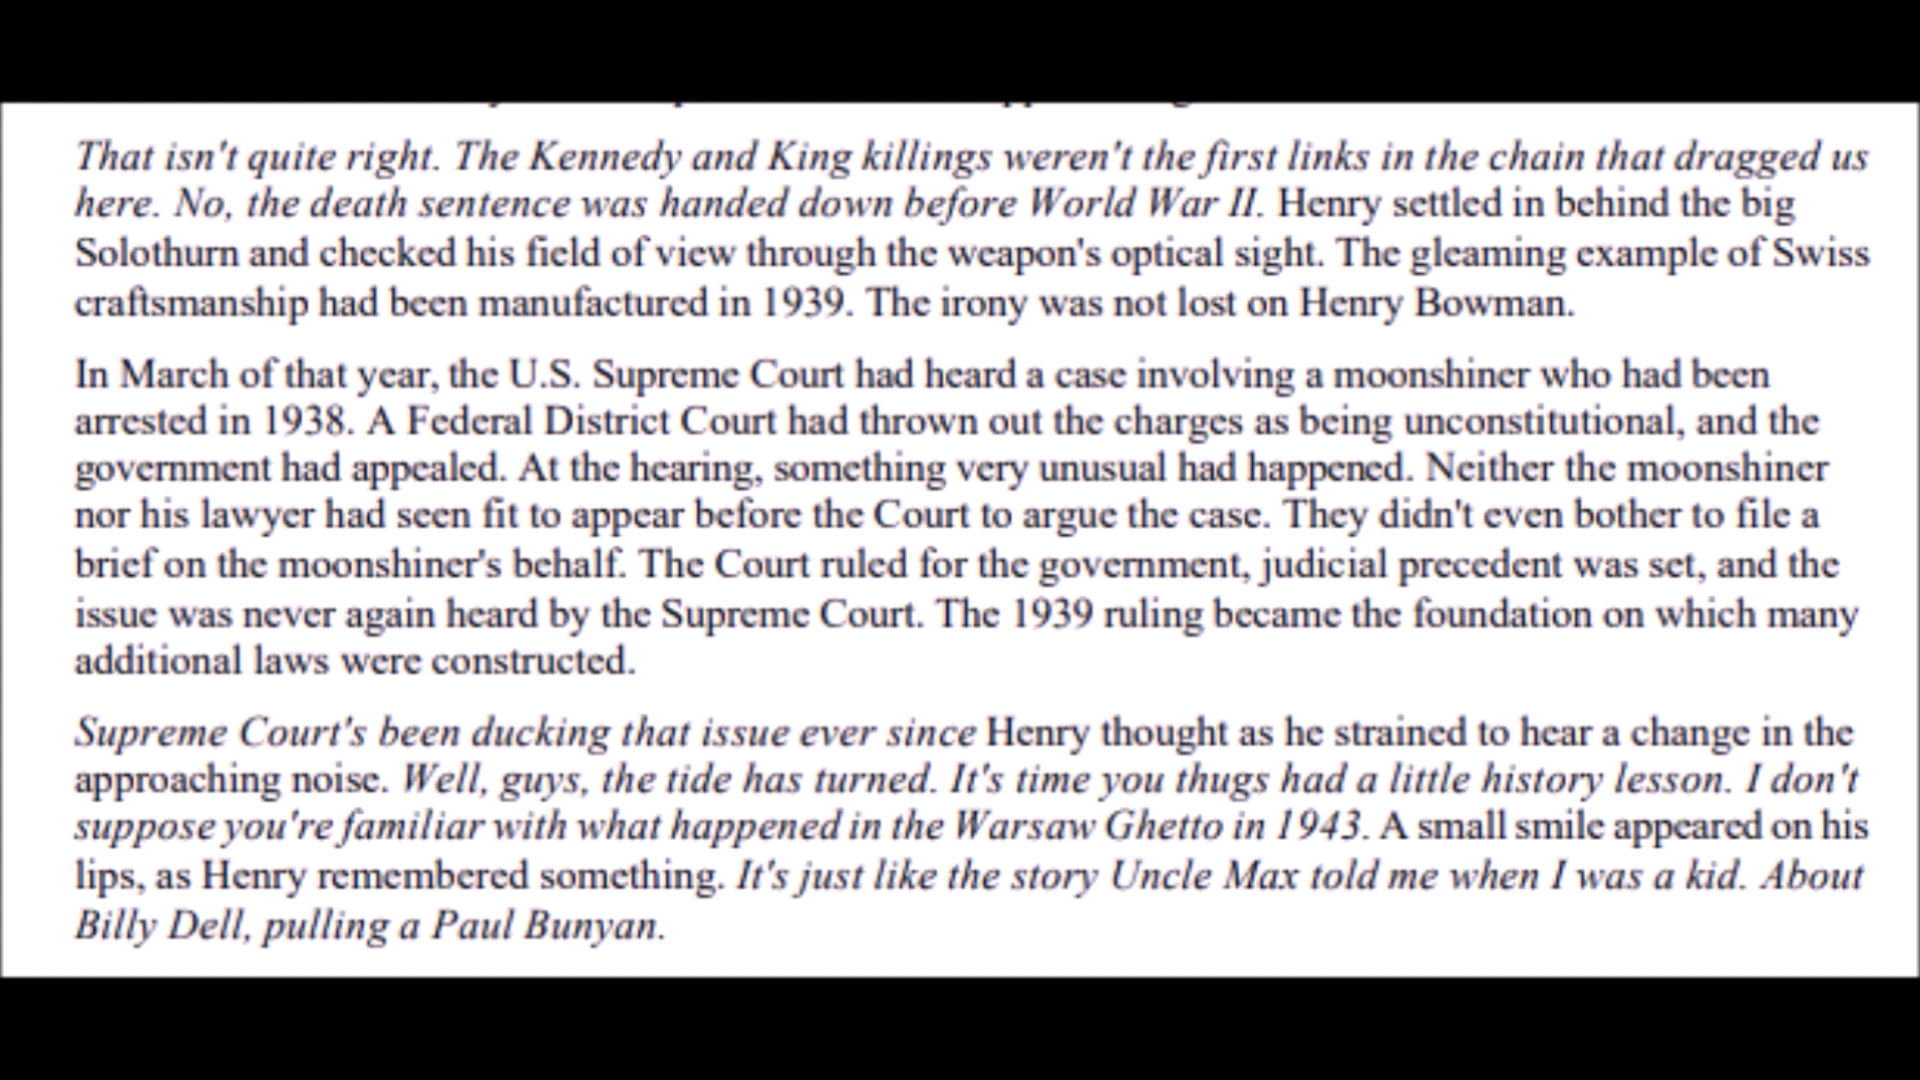 That isn't quite right. The Kennedy and King killings weren't the first links in the chain that dragged us
here. No, the death sentence was handed down before World War II. Henry settled in behind the big
Solothurn and checked his field of view through the weapon's optical sight. The gleaming example of Swiss
craftsmanship had been manufactured in 1939. The irony was not lost on Henry Bowman.
In March of that year, the U.S. Supreme Court had heard a case involving a moonshiner who had been
arrested in 1938. A Federal District Court had thrown out the charges as being unconstitutional, and the
government had appealed. At the hearing, something very unusual had happened. Neither the moonshiner
nor his lawyer had seen fit to appear before the Court to argue the case. They didn't even bother to file a
brief on the moonshiner's behalf. The Court ruled for the government, judicial precedent was set, and the
issue was never again heard by the Supreme Court. The 1939 ruling became the foundation on which many
additional laws were constructed.
Supreme Court's been ducking that issue ever since Henry thought as he strained to hear a change in the
approaching noise. Well, guys, the tide has turned. It's time you thugs had a little history lesson. I don't
suppose you're familiar with what happened in the Warsaw Ghetto in 1943. A small smile appeared on his
lips, as Henry remembered something. It's just like the story Uncle Max told me when I was a kid. About
Billy Dell, pulling a Paul Bunyan.